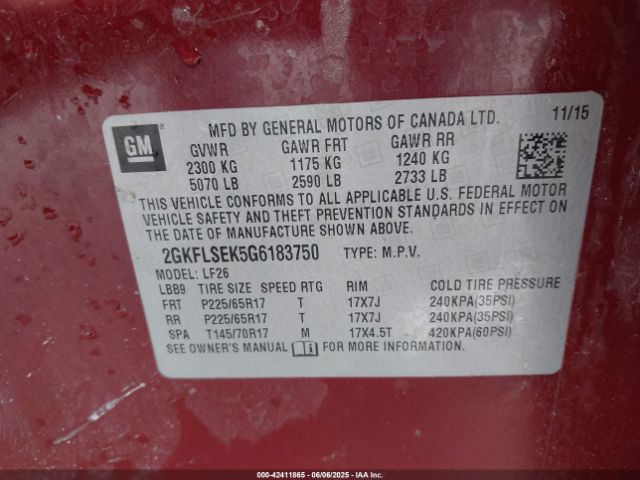 GM
MFD BY GENERAL MOTORS OF CANADA LTD. 11/15
GVWR GAWR FRT GAWR RR
2300 KG 1175 KG 1240 KG
5070 LB 2590 LB 2733 LB
THIS VEHICLE CONFORMS TO ALL APPLICABLE U.S. FEDERAL MOTOR
VEHICLE SAFETY AND THEFT PREVENTION STANDARDS IN EFFECT ON
THE DATE OF MANUFACTURE SHOWN ABOVE.
2GKFLSEK5G6183750 TYPE: M.P.V.
MODEL: LF26
LBB9 TIRE SIZE SPEED RTG RIM COLD TIRE PRESSURE
FRT P225/65R17 T 17X7J 240KPA(35PSI)
RR P225/65R17 T 17X7J 240KPA(35PSI)
SPA T145/70R17 M 17X4.5T 420KPA(60PSI)
SEE OWNER'S MANUAL FOR MORE INFORMATION.
000-42411865 - 06/06/2025 - IAA Inc.